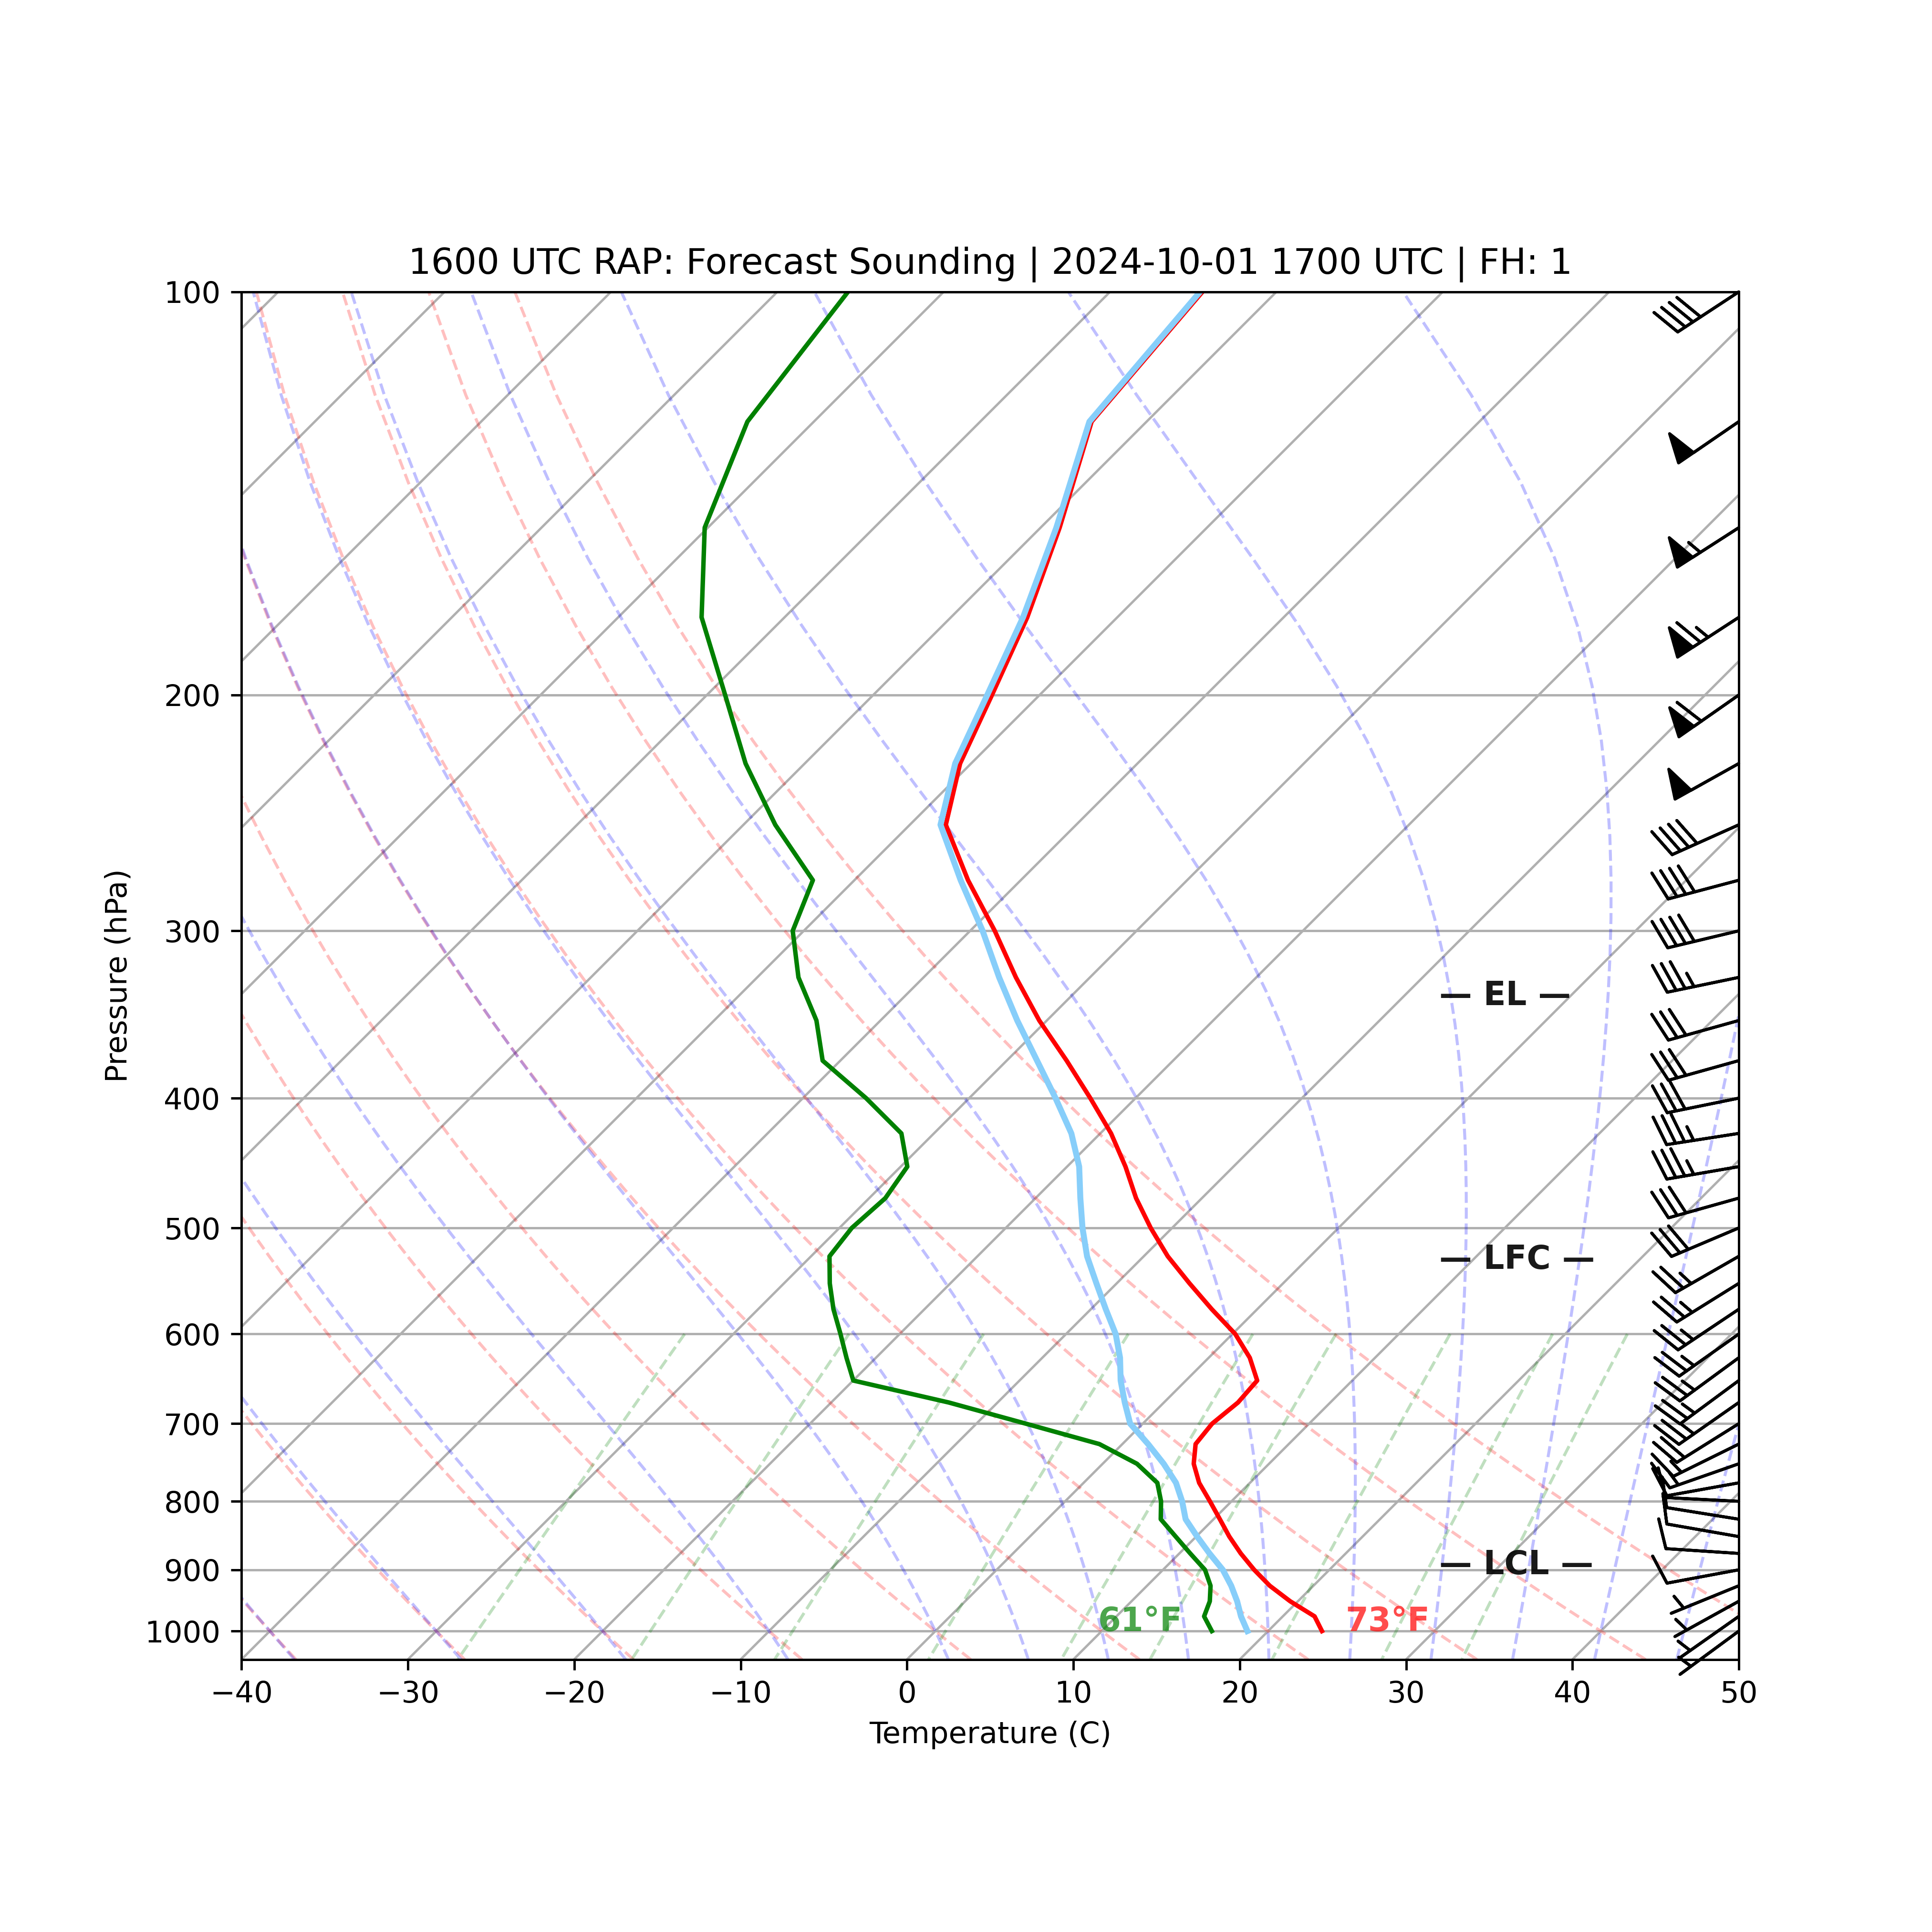 1600 UTC RAP: Forecast Sounding | 2024-10-01 1700 UTC | FH: 1
100
200
300
400
500
600
700
800
900
1000
Pressure (hPa)
— EL —
— LFC —
— LCL —
61°F
73°F
−40 −30 −20 −10 0 10 20 30 40 50
Temperature (C)